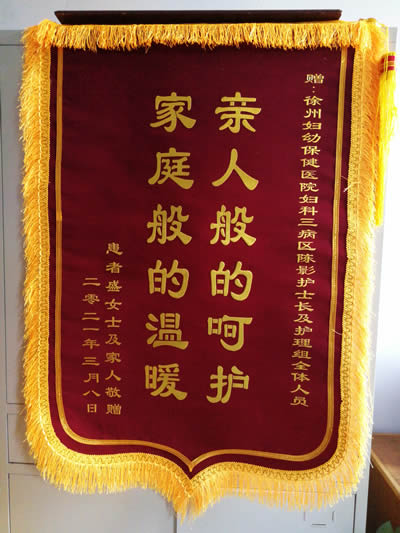 赠：徐州妇幼保健医院妇科三病区陈影护士长及护理组全体人员
亲人般的呵护
家庭般的温暖
患者盛女士及家人敬赠
二零二一年三月八日